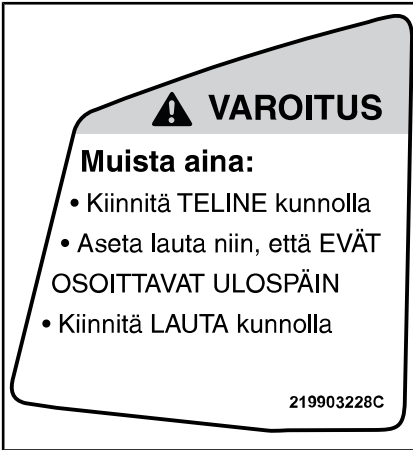 VAROITUS
Muista aina:
• Kiinnitä TELINE kunnolla
• Aseta lauta niin, että EVÄT
OSOITTAVAT ULOSPÄIN
• Kiinnitä LAUTA kunnolla
219903228C